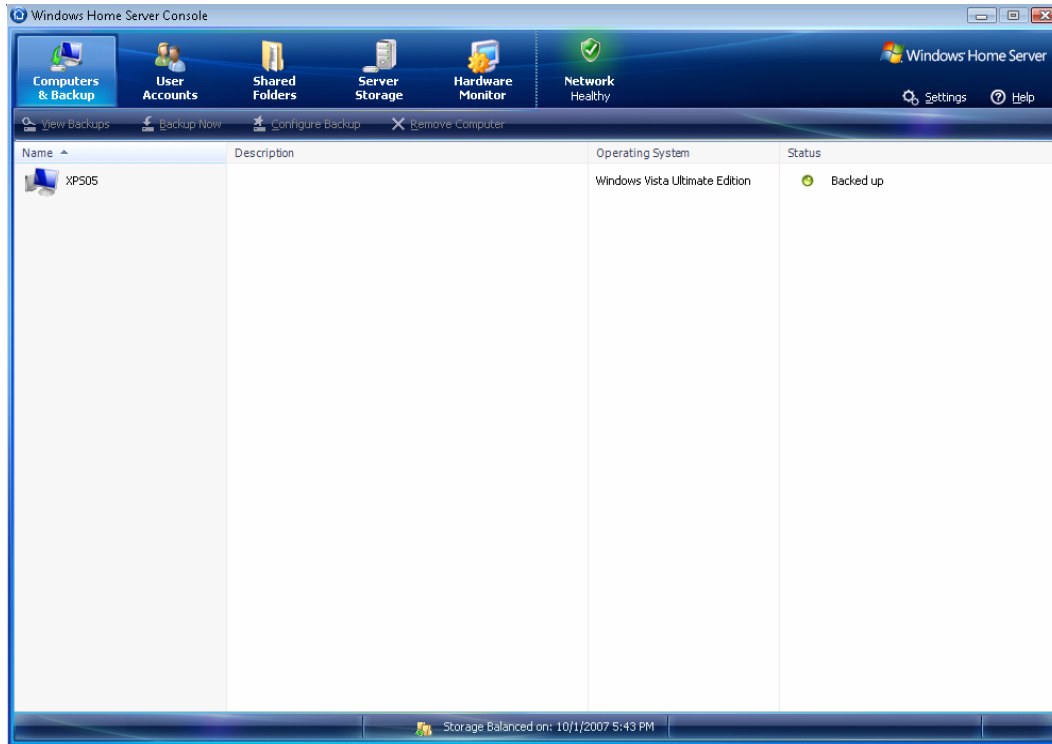 Windows Home Server Console
Computers & Backup
User Accounts
Shared Folders
Server Storage
Hardware Monitor
Network
Healthy
Windows Home Server
Settings
Help
View Backups
Backup Now
Configure Backup
Remove Computer
Name
Description
Operating System
Status
XPS05
Windows Vista Ultimate Edition
Backed up
Storage Balanced on: 10/1/2007 5:43 PM